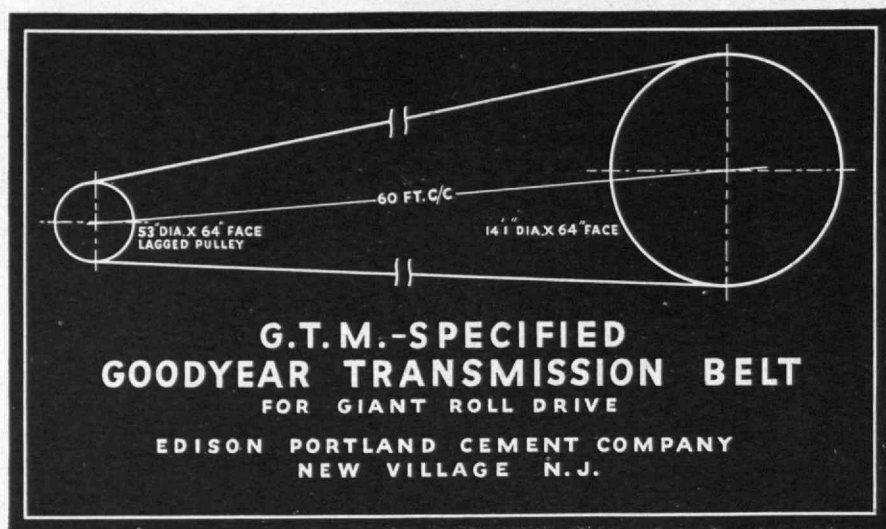 60 FT. C/C
53" DIA. X 64" FACE
LAGGED PULLEY
14' 1" DIA. X 64" FACE
G.T.M.-SPECIFIED
GOODYEAR TRANSMISSION BELT
FOR GIANT ROLL DRIVE
EDISON PORTLAND CEMENT COMPANY
NEW VILLAGE N.J.